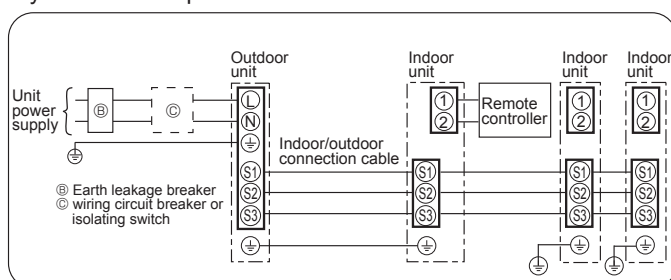 Outdoor unit
Indoor unit
Indoor unit
Indoor unit
Unit power supply
Ⓑ
Ⓒ
L
N
1
2
Remote controller
1
2
1
2
Indoor/outdoor connection cable
S1
S2
S3
S1
S2
S3
S1
S2
S3
S1
S2
S3
Ⓑ Earth leakage breaker
Ⓒ wiring circuit breaker or
isolating switch